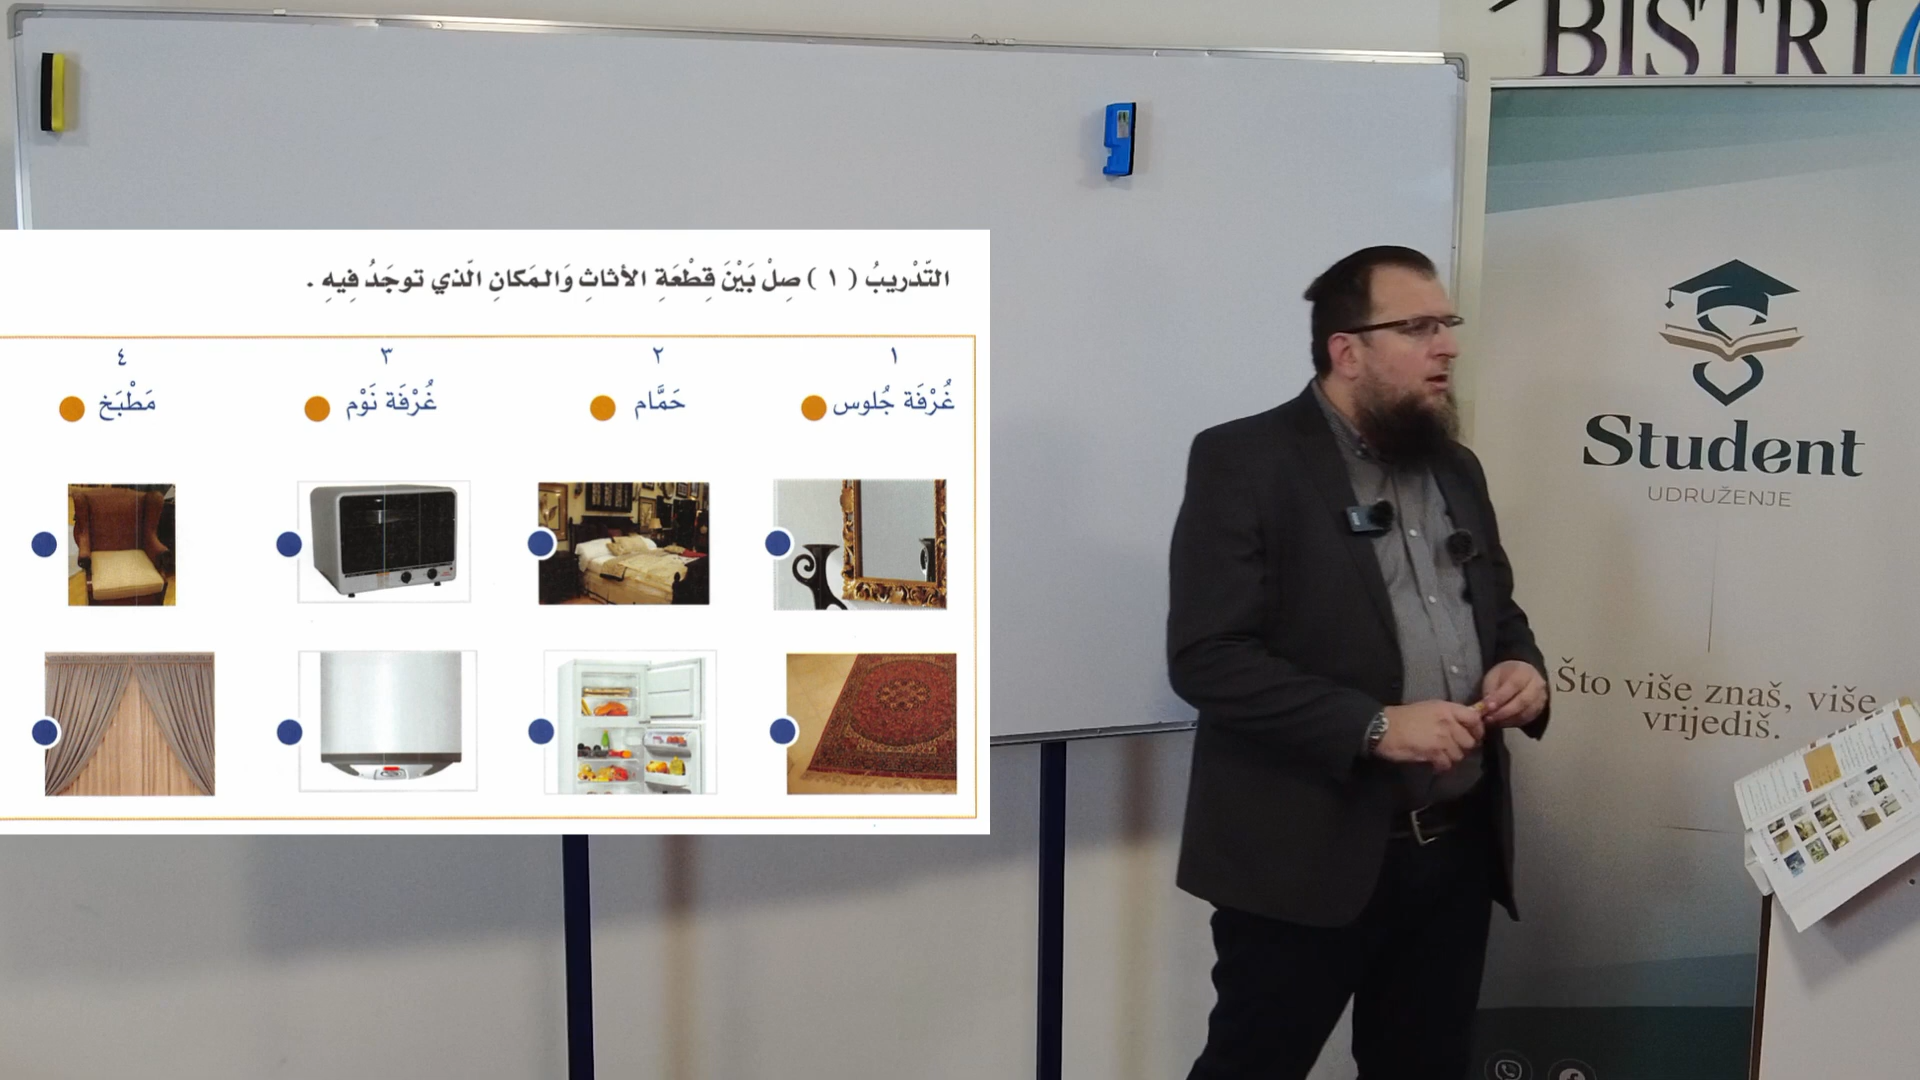 BISTRI
التّدْريبُ ( ١ ) صِلْ بَيْنَ قِطْعَةِ الأثاثِ وَالمَكانِ الّذي توجَدُ فيهِ .
١ ٢ ٣ ٤
غُرْفَة جُلوس حَمَّام غُرْفَة نَوْم مَطْبَخ
Student
UDRUŽENJE
Što više znaš, više
vrijediš.